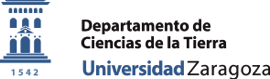 Departamento de
Ciencias de la Tierra
1542
Universidad Zaragoza